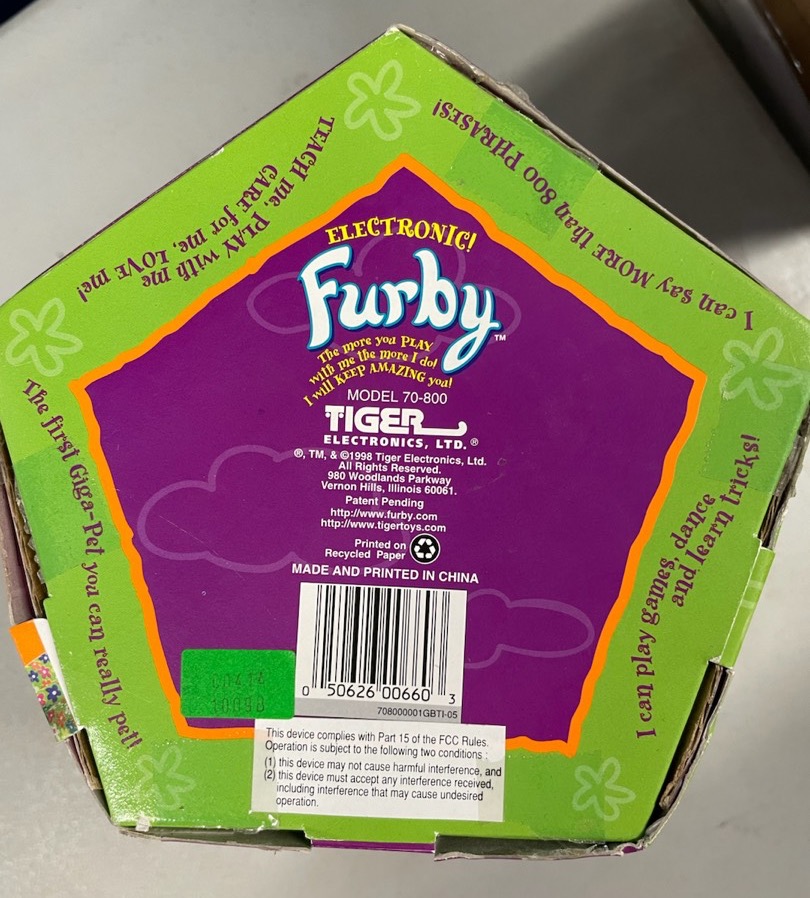 TEACH me, PLAY with me
CARE for me, LOVE me!
I can say MORE than 800 PHRASES!
ELECTRONIC!
Furby™
The more you PLAY
with me the more I do!
I will KEEP AMAZING you!
MODEL 70-800
TIGER
ELECTRONICS, LTD.®
®, TM, & ©1998 Tiger Electronics, Ltd.
All Rights Reserved.
980 Woodlands Parkway
Vernon Hills, Illinois 60061.
Patent Pending
http://www.furby.com
http://www.tigertoys.com
Printed on
Recycled Paper
MADE AND PRINTED IN CHINA
The first Giga-Pet you can really pet!
I can play games, dance
and learn tricks!
0 50626 00660 3
708000001GBTI-05
This device complies with Part 15 of the FCC Rules.
Operation is subject to the following two conditions :
(1) this device may not cause harmful interference, and
(2) this device must accept any interference received,
including interference that may cause undesired
operation.